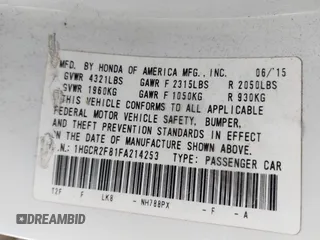 MFD. BY HONDA OF AMERICA MFG., INC. 06/'15
GVWR 4321LBS GAWR F 2315LBS R 2050LBS
GVWR 1960KG GAWR F 1050KG R 930KG
THIS VEHICLE CONFORMS TO ALL APPLICABLE
FEDERAL MOTOR VEHICLE SAFETY, BUMPER,
AND THEFT PREVENTION STANDARDS IN EFFECT
ON THE DATE OF MANUFACTURE SHOWN ABOVE.
VIN: 1HGCR2F81FA214253 TYPE: PASSENGER CAR
T2F F LK8 - NH788PX - F - A
DREAMBID